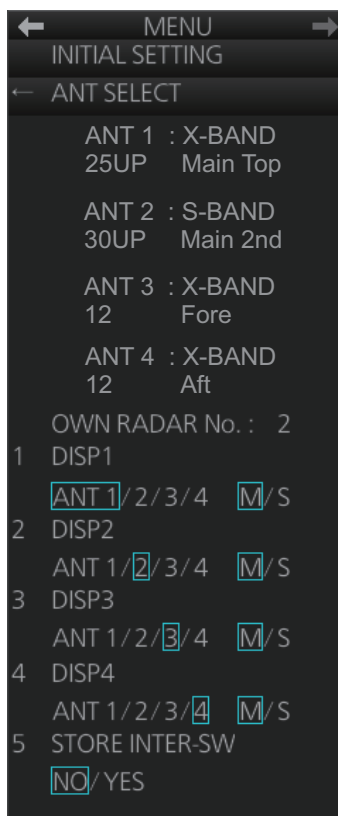 MENU
INITIAL SETTING
← ANT SELECT
ANT 1 : X-BAND
25UP Main Top
ANT 2 : S-BAND
30UP Main 2nd
ANT 3 : X-BAND
12 Fore
ANT 4 : X-BAND
12 Aft
OWN RADAR No. : 2
1 DISP1
ANT 1/2/3/4 M/S
2 DISP2
ANT 1/2/3/4 M/S
3 DISP3
ANT 1/2/3/4 M/S
4 DISP4
ANT 1/2/3/4 M/S
5 STORE INTER-SW
NO/YES